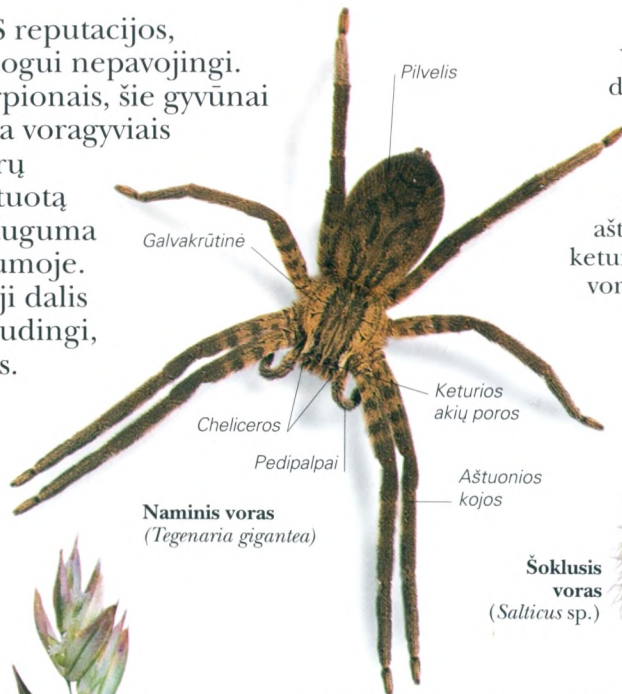 S reputacijos,
ogui nepavojingi.
rpionais, šie gyvūnai
a voragyviais
rų
tuotą
uguma
umoje.
ji dalis
udingi,
s.
Pilvelis
Galvakrūtinė
Cheliceros
Pedipalpai
Keturios
akių poros
Aštuonios
kojos
Naminis voras
(Tegenaria gigantea)
Šoklusis
voras
(Salticus sp.)
d
ašt
ketur
vor